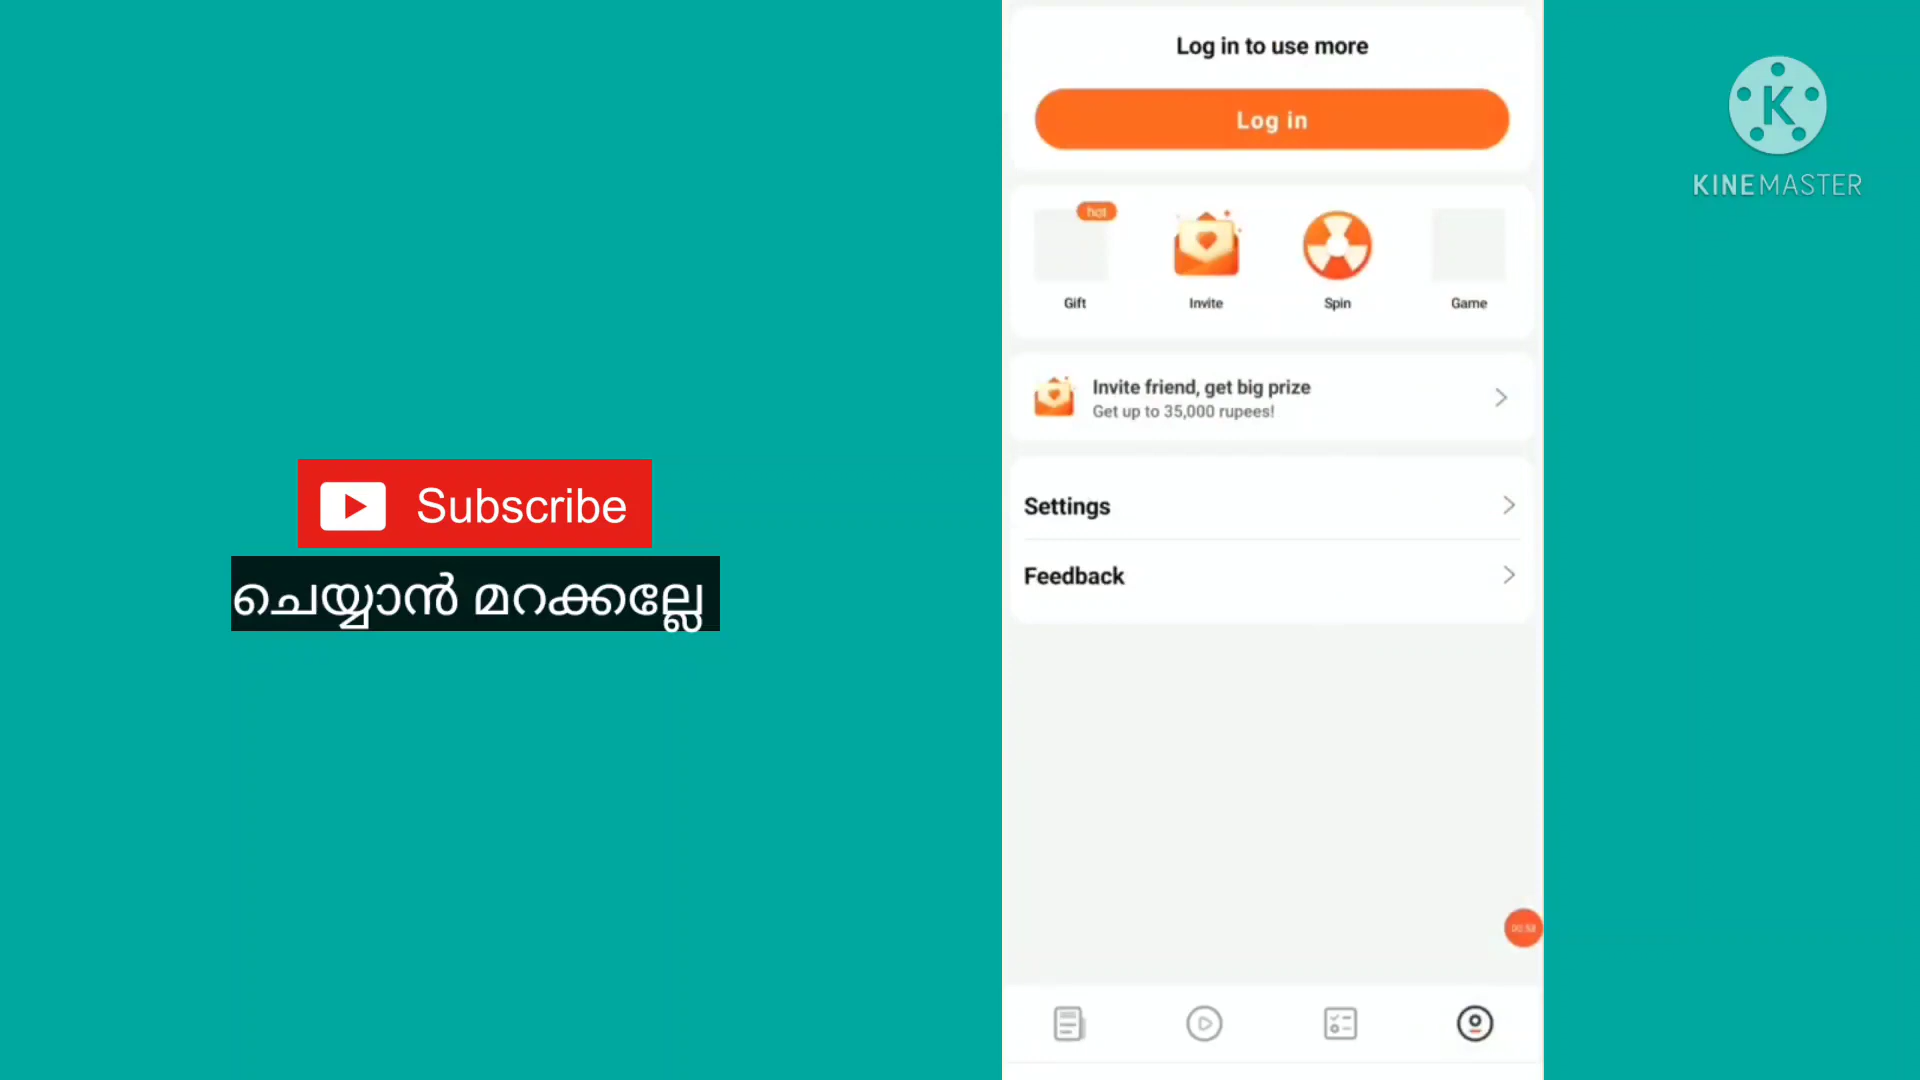 Log in to use more
Log in
hot
Gift
Invite
Spin
Game
Invite friend, get big prize
Get up to 35,000 rupees!
Settings
Feedback
Subscribe
ചെയ്യാൻ മറക്കല്ലേ
KINEMASTER